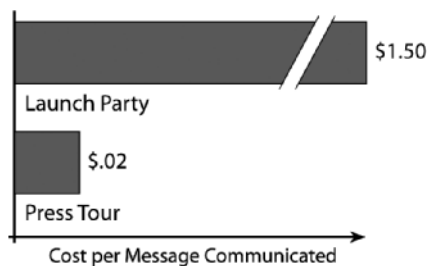 $1.50
Launch Party
$.02
Press Tour
Cost per Message Communicated